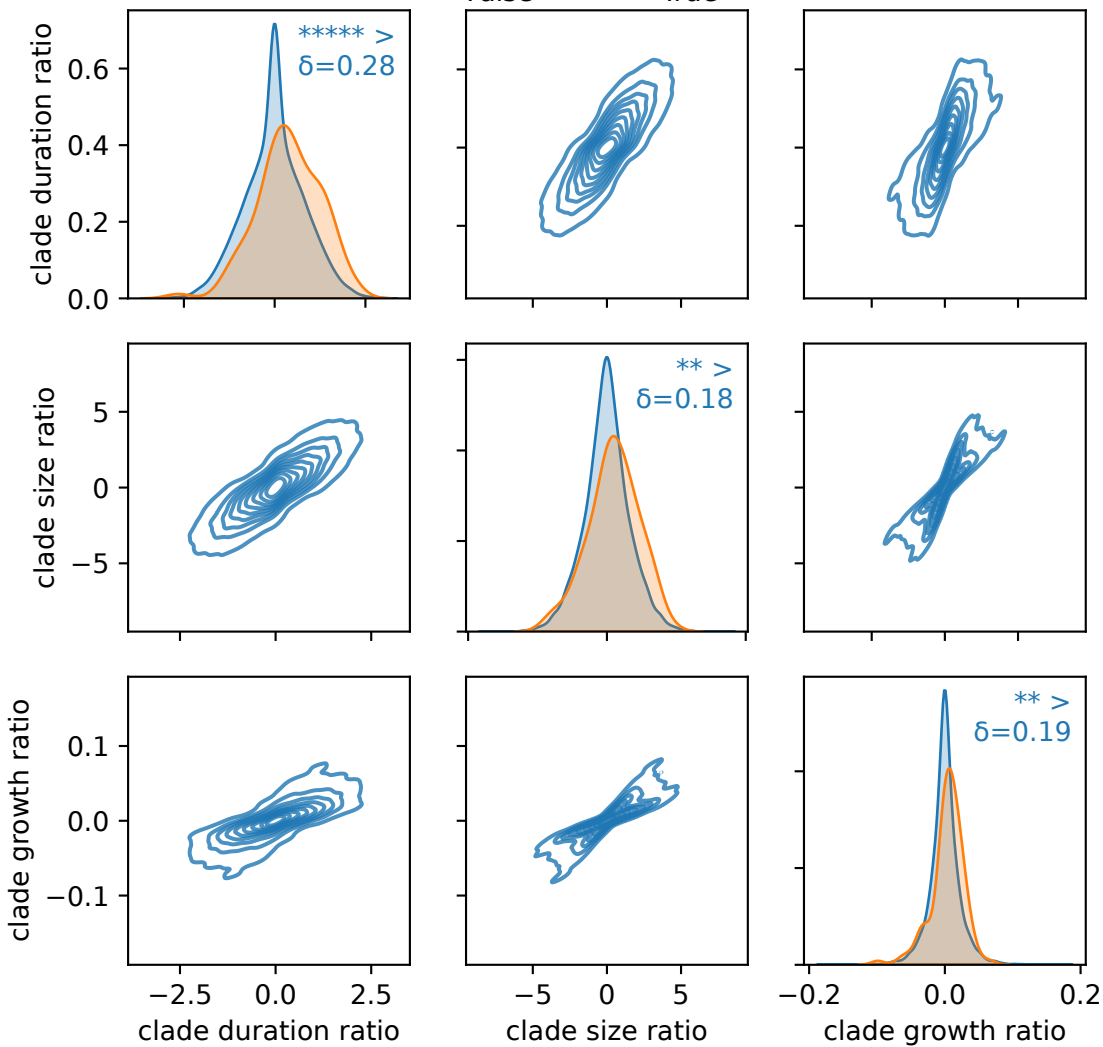 clade duration ratio
0.6
0.4
0.2
0.0
***** >
δ=0.28
clade size ratio
5
0
−5
** >
δ=0.18
clade growth ratio
0.1
0.0
−0.1
** >
δ=0.19
−2.5 0.0 2.5
−5 0 5
−0.2 0.0 0.2
clade duration ratio
clade size ratio
clade growth ratio